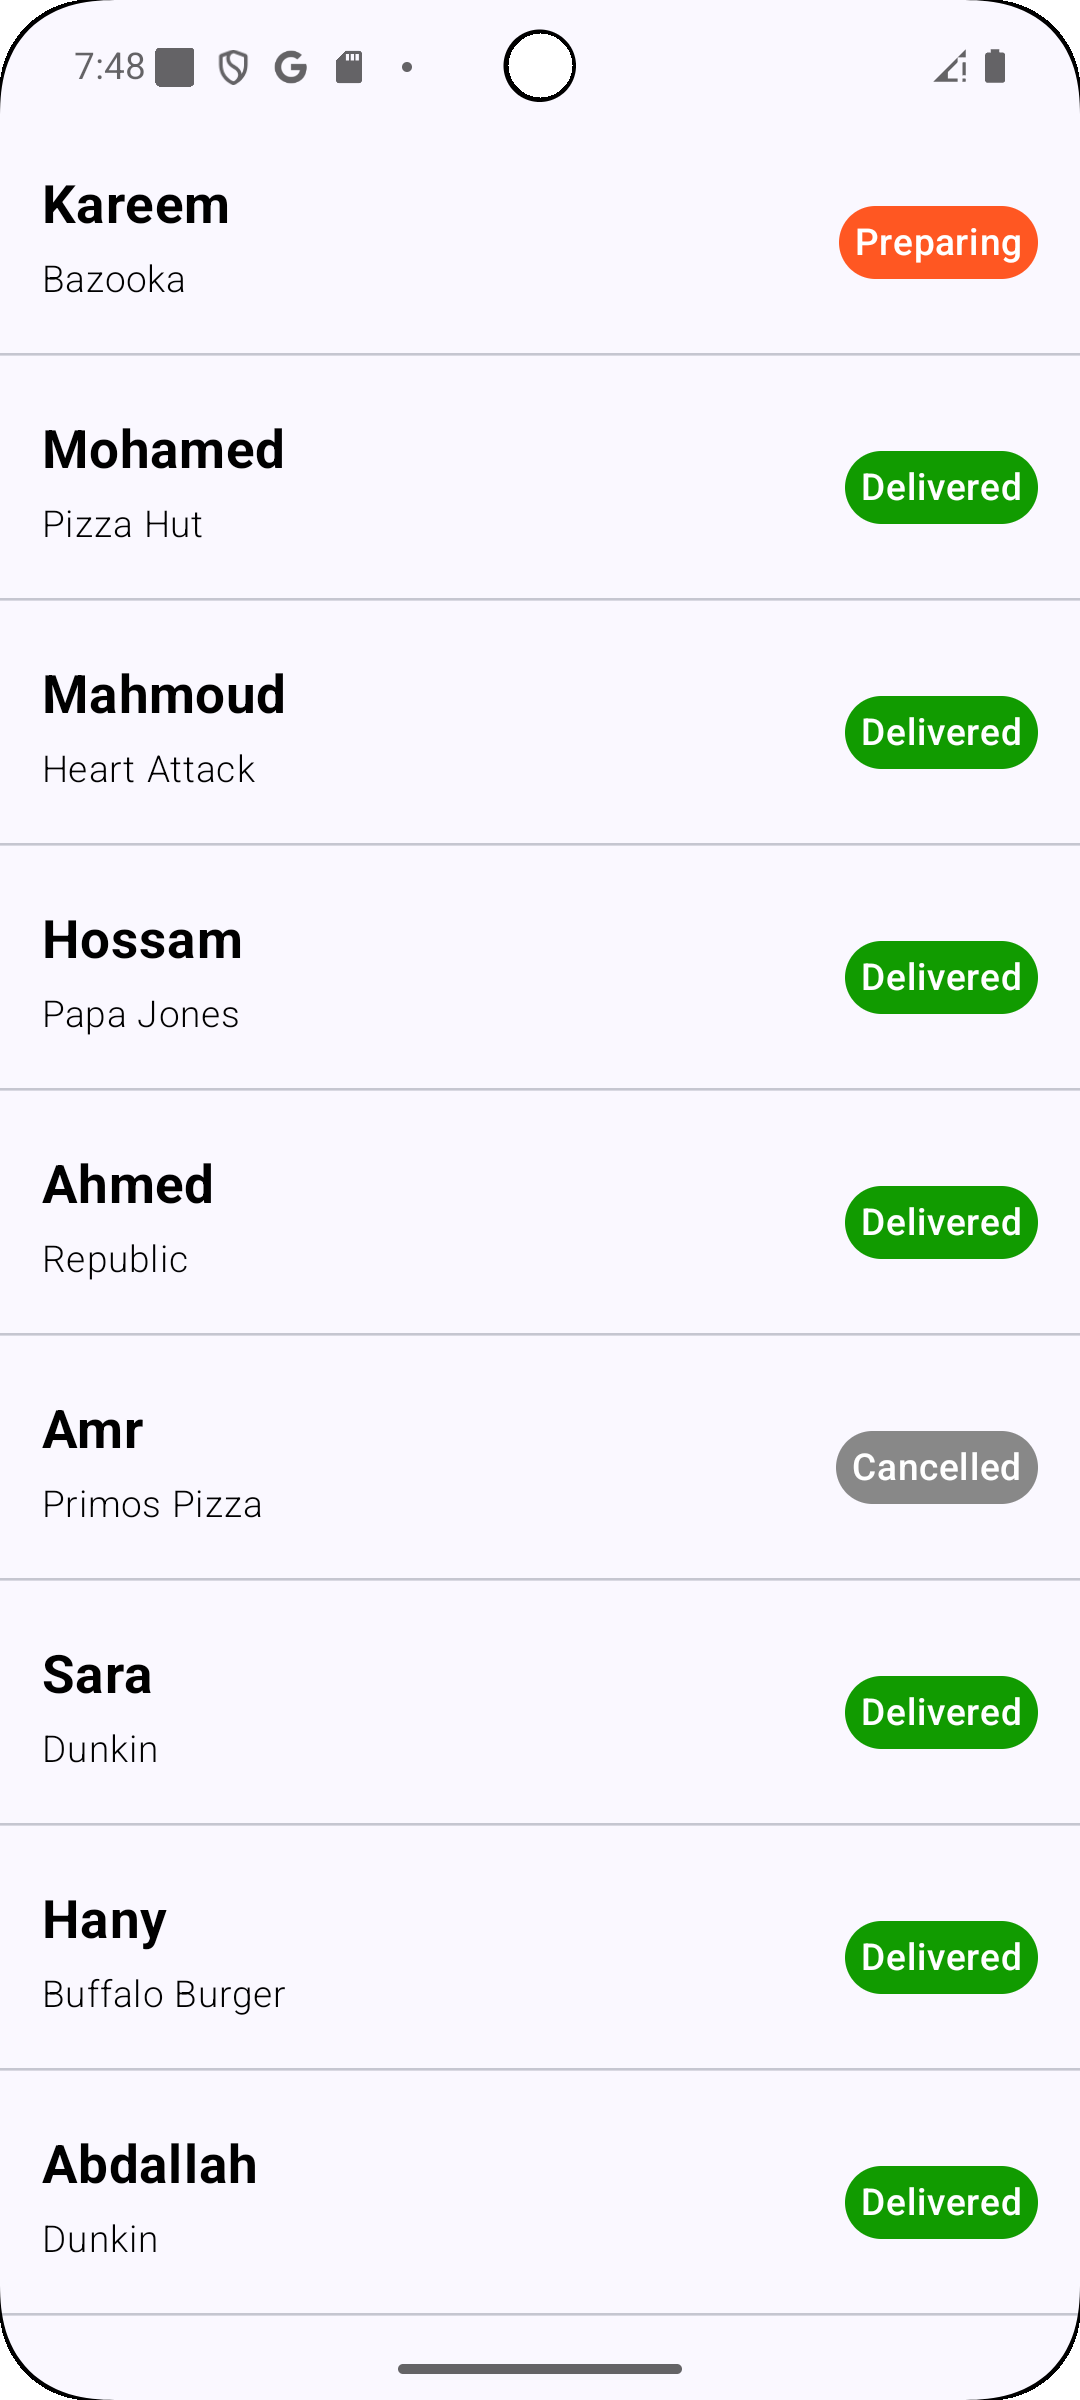 7:48
Kareem
Bazooka
Preparing
Mohamed
Pizza Hut
Delivered
Mahmoud
Heart Attack
Delivered
Hossam
Papa Jones
Delivered
Ahmed
Republic
Delivered
Amr
Primos Pizza
Cancelled
Sara
Dunkin
Delivered
Hany
Buffalo Burger
Delivered
Abdallah
Dunkin
Delivered